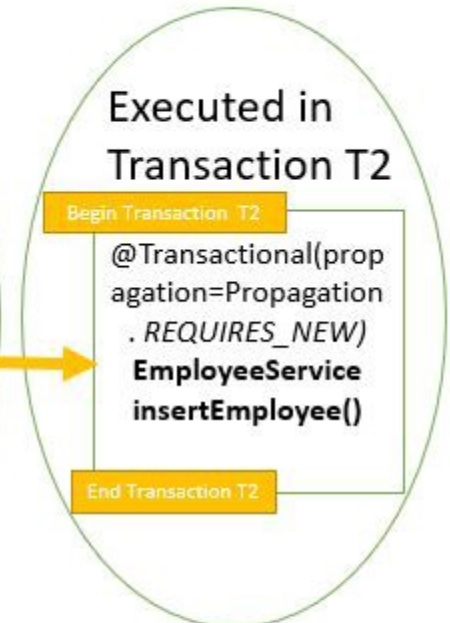 Executed in
Transaction T2
Begin Transaction T2
@Transactional(prop
agation=Propagation
. REQUIRES_NEW)
EmployeeService
insertEmployee()
End Transaction T2